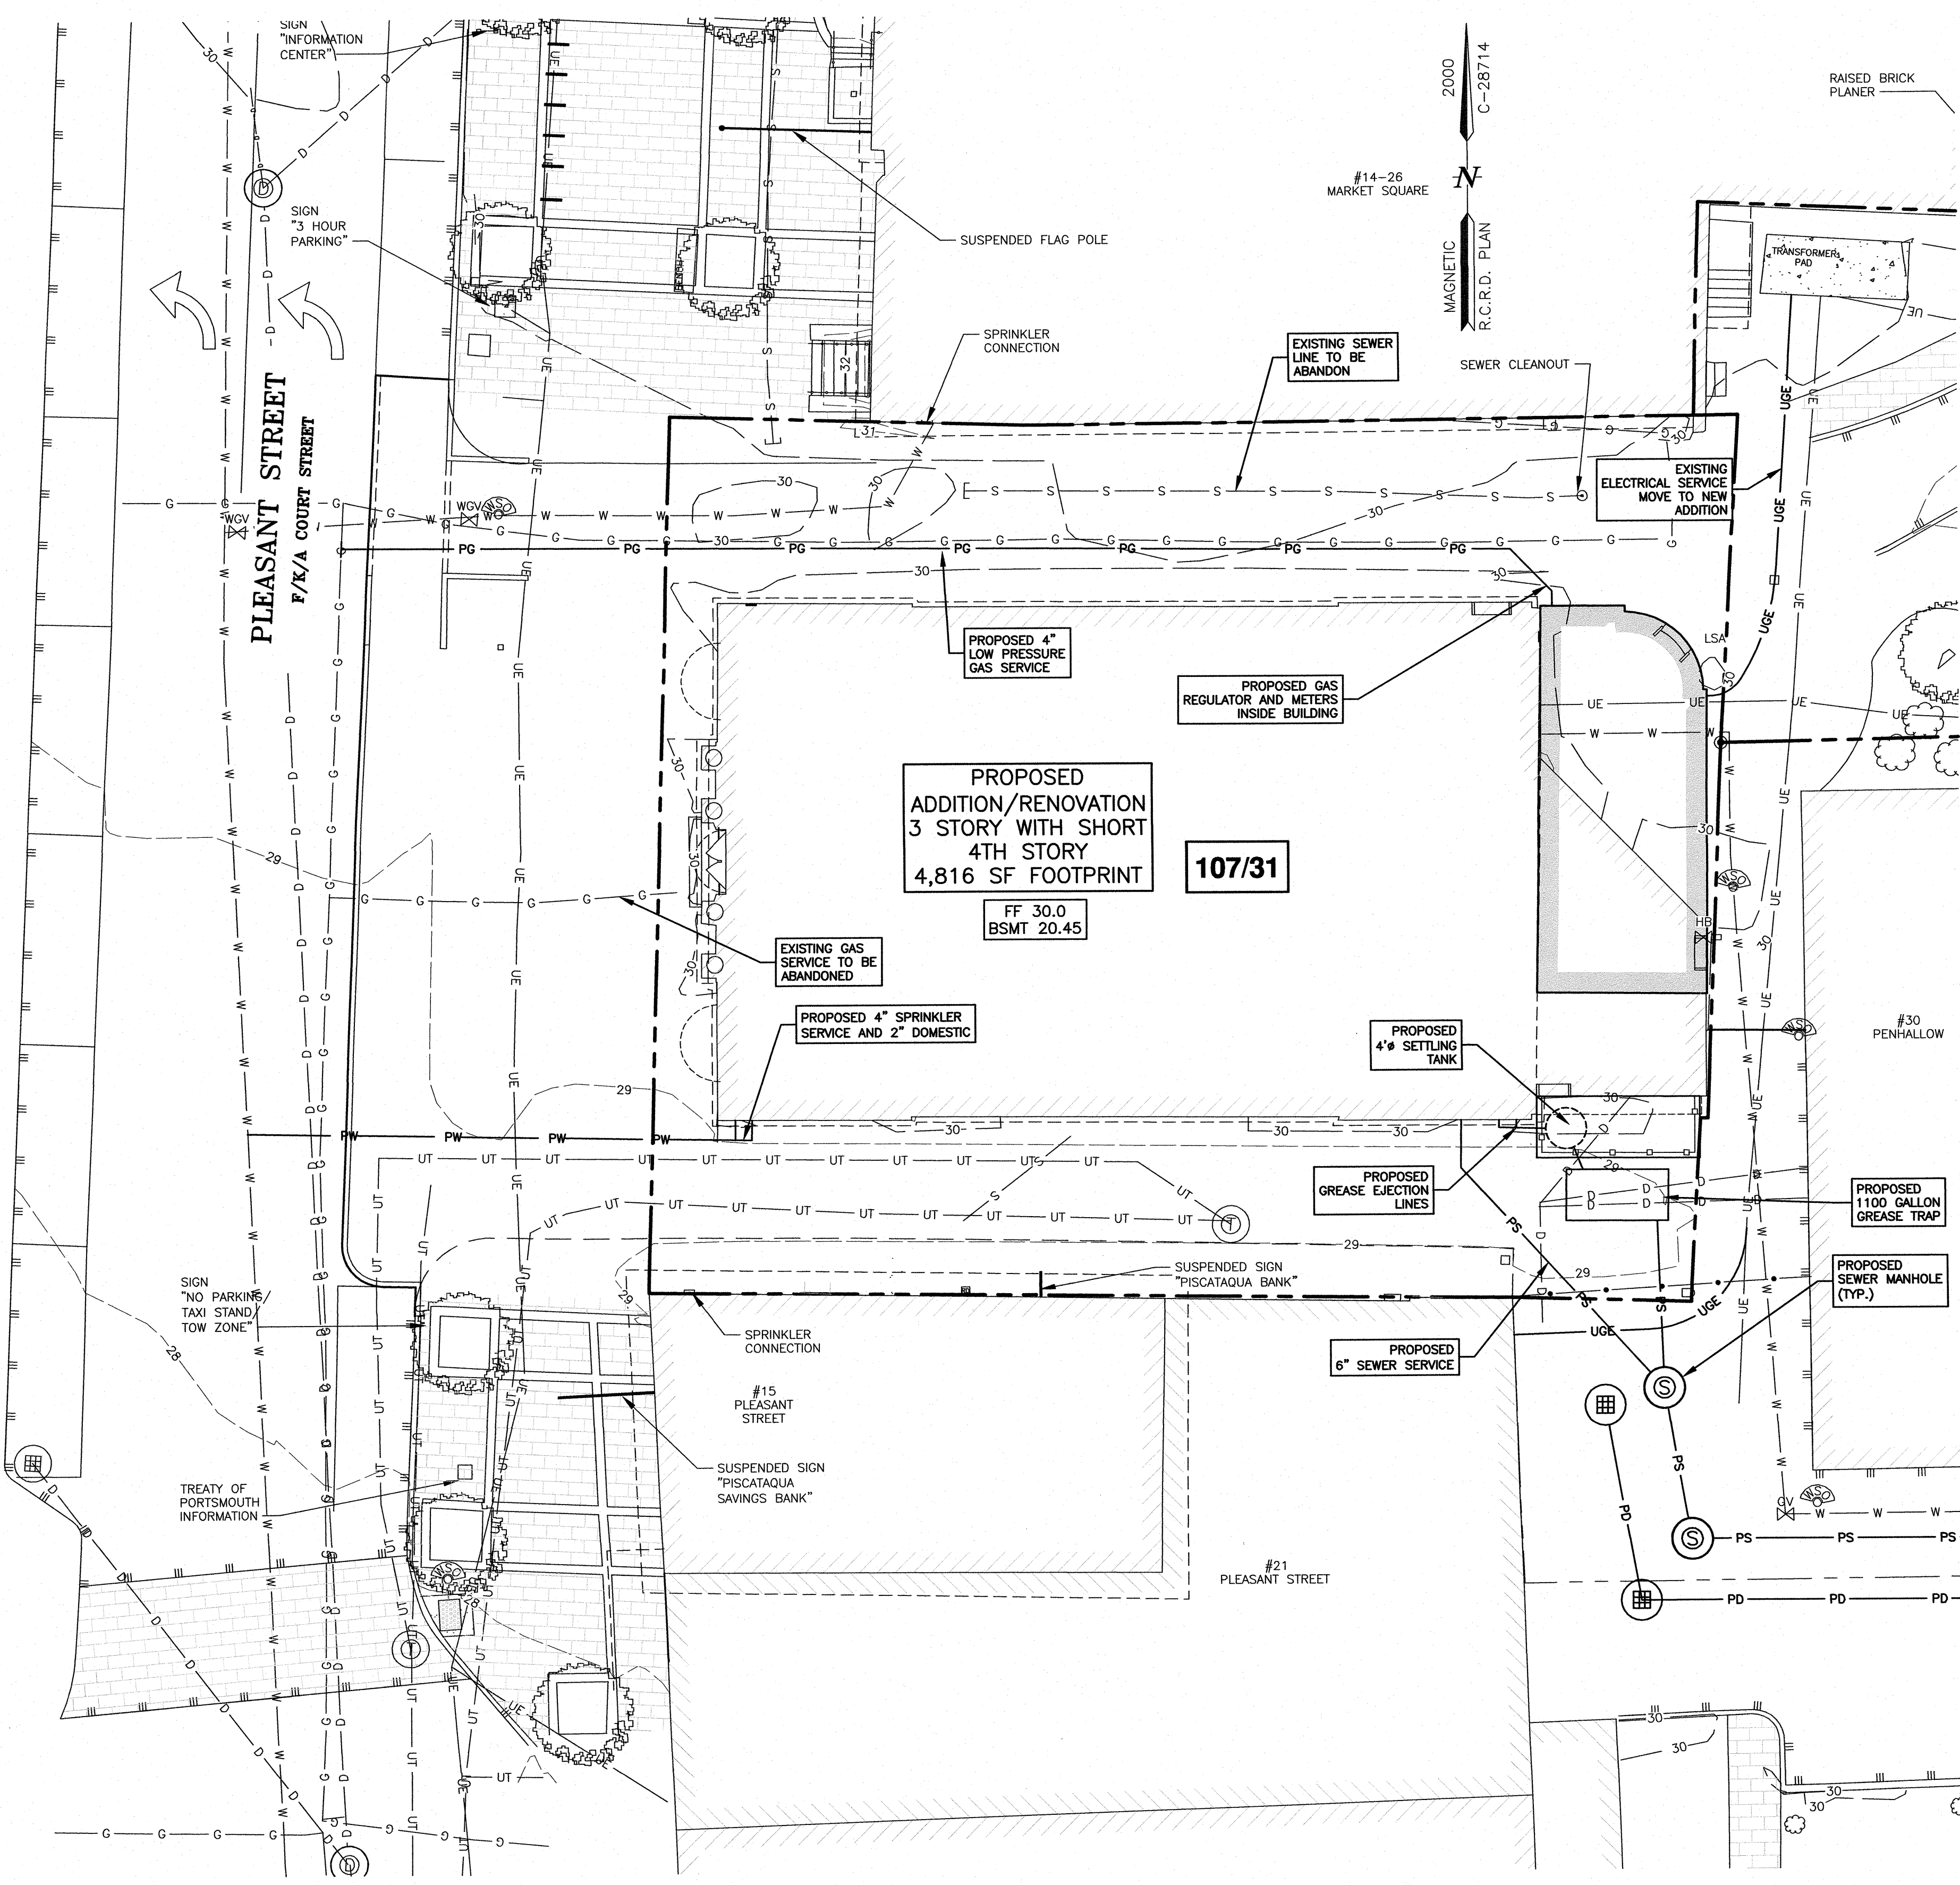 SIGN
"INFORMATION
CENTER"
2000
C-28714
MAGNETIC
R.C.R.D. PLAN
N
RAISED BRICK
PLANER
#14-26
MARKET SQUARE
SIGN
"3 HOUR
PARKING"
SUSPENDED FLAG POLE
BENCH
TRANSFORMER
PAD
SPRINKLER
CONNECTION
EXISTING SEWER
LINE TO BE
ABANDON
SEWER CLEANOUT
PLEASANT STREET
F/K/A COURT STREET
EXISTING
ELECTRICAL SERVICE
MOVE TO NEW
ADDITION
PROPOSED 4"
LOW PRESSURE
GAS SERVICE
PROPOSED GAS
REGULATOR AND METERS
INSIDE BUILDING
LSA
PROPOSED
ADDITION/RENOVATION
3 STORY WITH SHORT
4TH STORY
4,816 SF FOOTPRINT
107/31
FF 30.0
BSMT 20.45
EXISTING GAS
SERVICE TO BE
ABANDONED
HB
PROPOSED 4" SPRINKLER
SERVICE AND 2" DOMESTIC
PROPOSED
4'ø SETTLING
TANK
#30
PENHALLOW
PROPOSED
GREASE EJECTION
LINES
PROPOSED
1100 GALLON
GREASE TRAP
SUSPENDED SIGN
"PISCATAQUA BANK"
PROPOSED
SEWER MANHOLE
(TYP.)
SIGN
"NO PARKING/
TAXI STAND/
TOW ZONE"
SPRINKLER
CONNECTION
PROPOSED
6" SEWER SERVICE
#15
PLEASANT
STREET
SUSPENDED SIGN
"PISCATAQUA
SAVINGS BANK"
TREATY OF
PORTSMOUTH
INFORMATION
#21
PLEASANT STREET